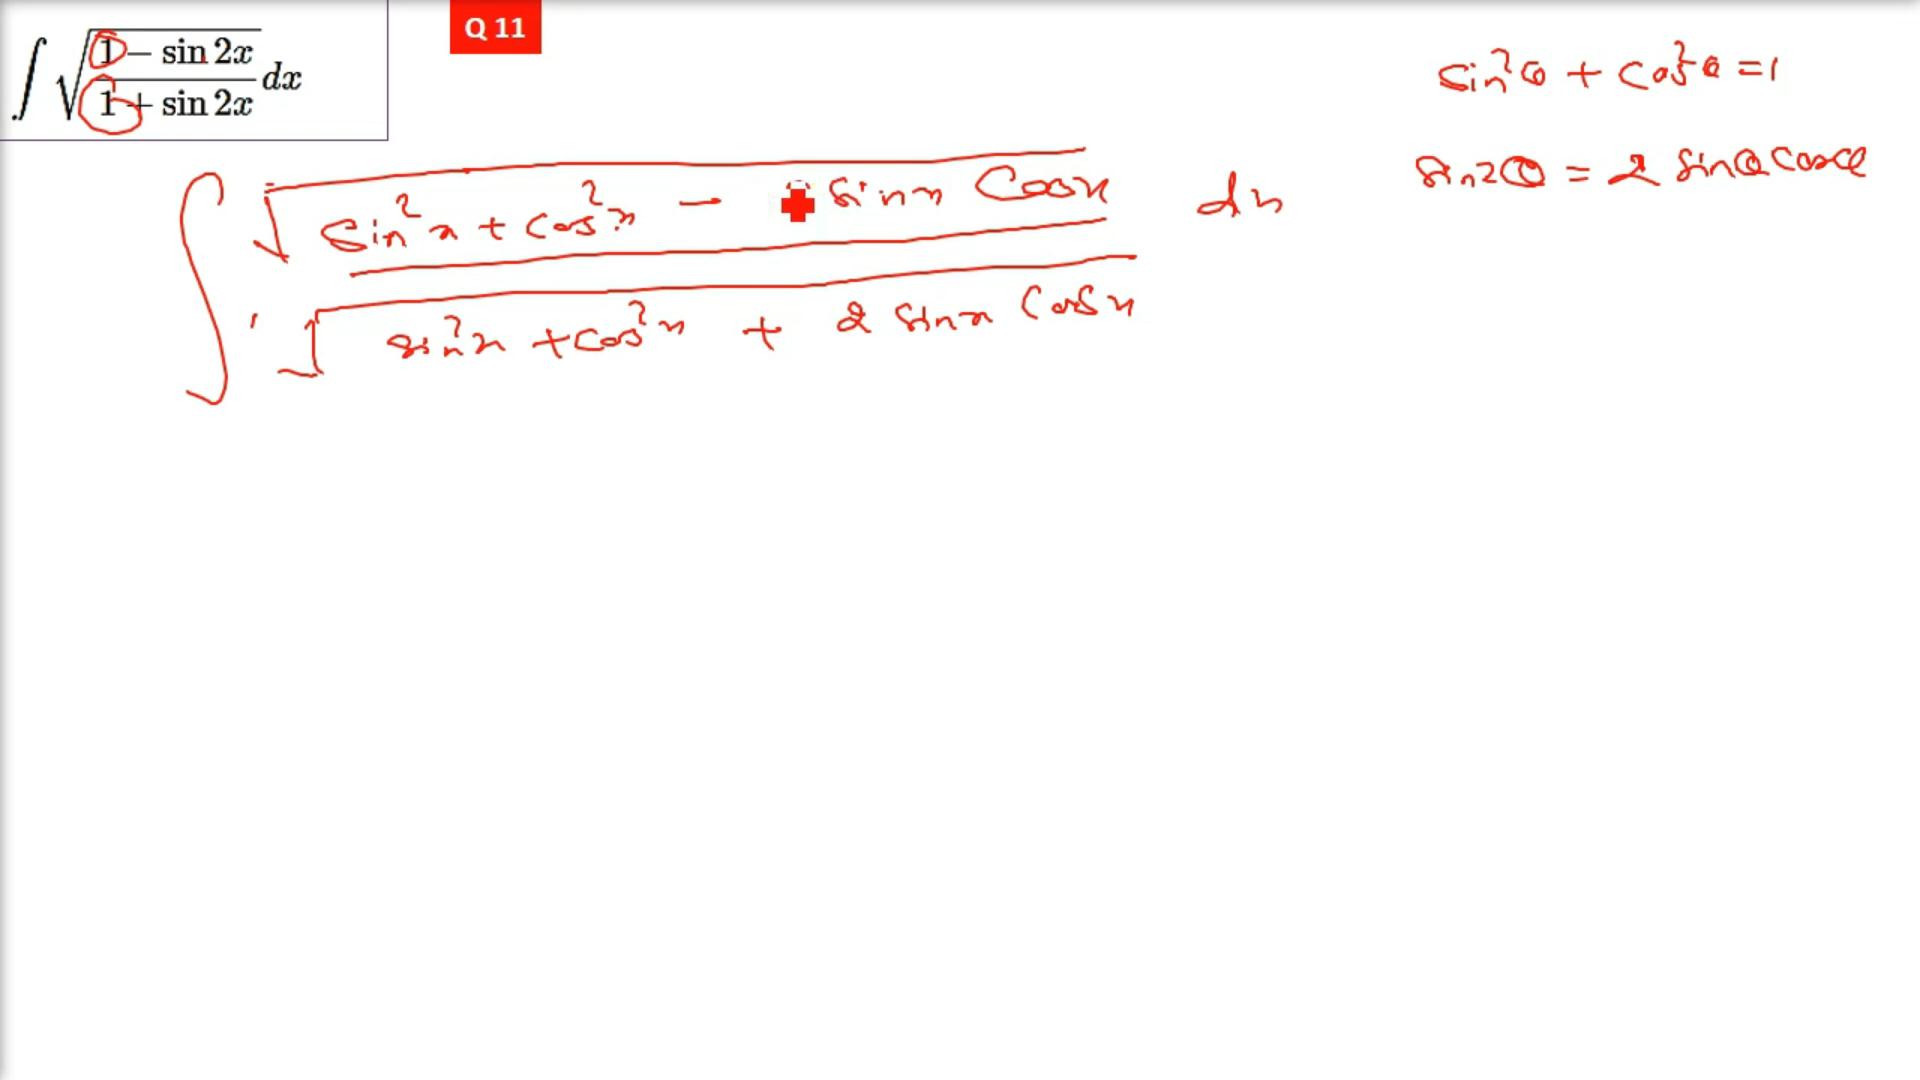 ∫ √((1 − sin 2x)/(1 + sin 2x)) dx
Q 11
sin²θ + cos²θ = 1
sin2θ = 2 sinθ cosθ
∫ √(sin²x + cos²x − sinx cosx) dx
√(sin²x + cos²x + 2 sinx cosx)